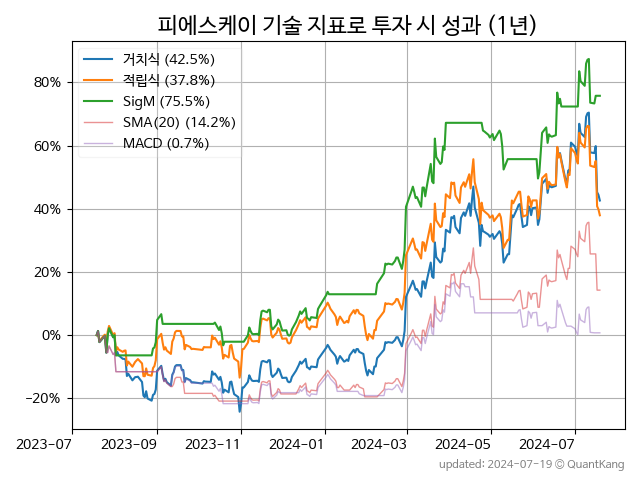 피에스케이 기술 지표로 투자 시 성과 (1년)
거치식 (42.5%)
적립식 (37.8%)
SigM (75.5%)
SMA(20) (14.2%)
MACD (0.7%)
80%
60%
40%
20%
0%
−20%
2023-07 2023-09 2023-11 2024-01 2024-03 2024-05 2024-07
updated: 2024-07-19 © QuantKang